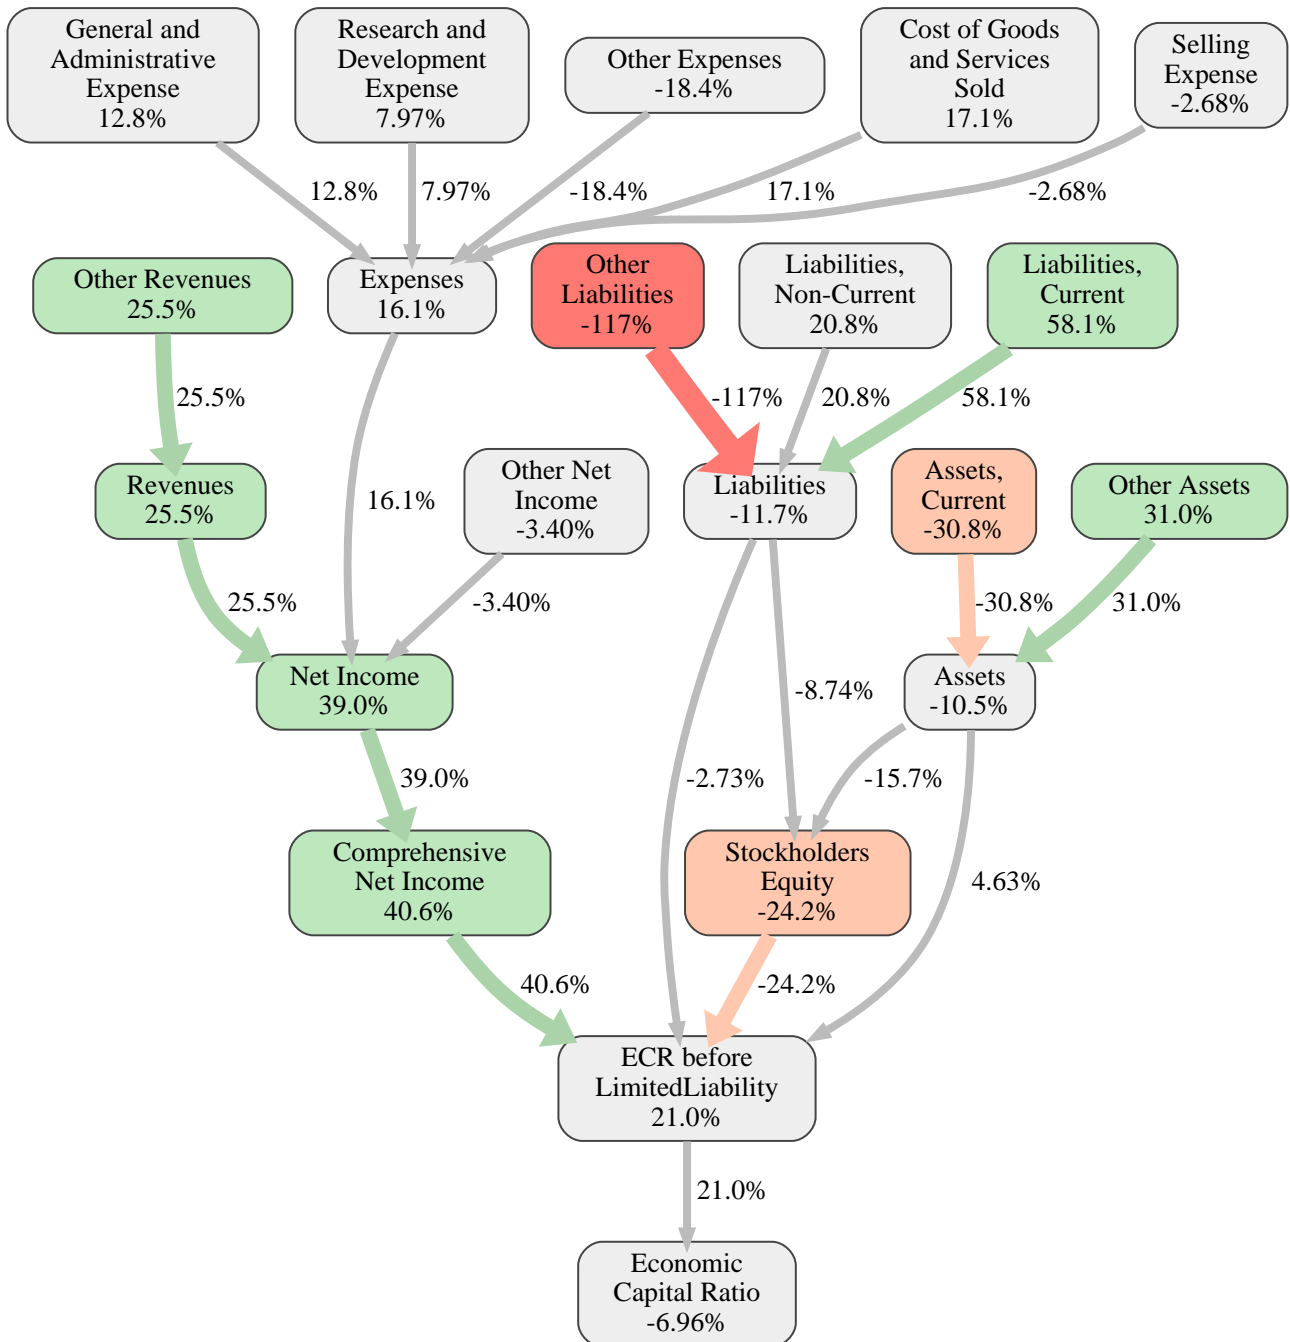 General and
Administrative
Expense
12.8%
Research and
Development
Expense
7.97%
Other Expenses
-18.4%
Cost of Goods
and Services
Sold
17.1%
Selling
Expense
-2.68%
12.8%
7.97%
-18.4%
17.1%
-2.68%
Other Revenues
25.5%
Expenses
16.1%
Other
Liabilities
-117%
Liabilities,
Non-Current
20.8%
Liabilities,
Current
58.1%
25.5%
-117%
20.8%
58.1%
Revenues
25.5%
16.1%
Other Net
Income
-3.40%
Liabilities
-11.7%
Assets,
Current
-30.8%
Other Assets
31.0%
25.5%
-3.40%
-30.8%
31.0%
Net Income
39.0%
-8.74%
Assets
-10.5%
39.0%
-2.73%
-15.7%
Comprehensive
Net Income
40.6%
Stockholders
Equity
-24.2%
4.63%
40.6%
-24.2%
ECR before
LimitedLiability
21.0%
21.0%
Economic
Capital Ratio
-6.96%